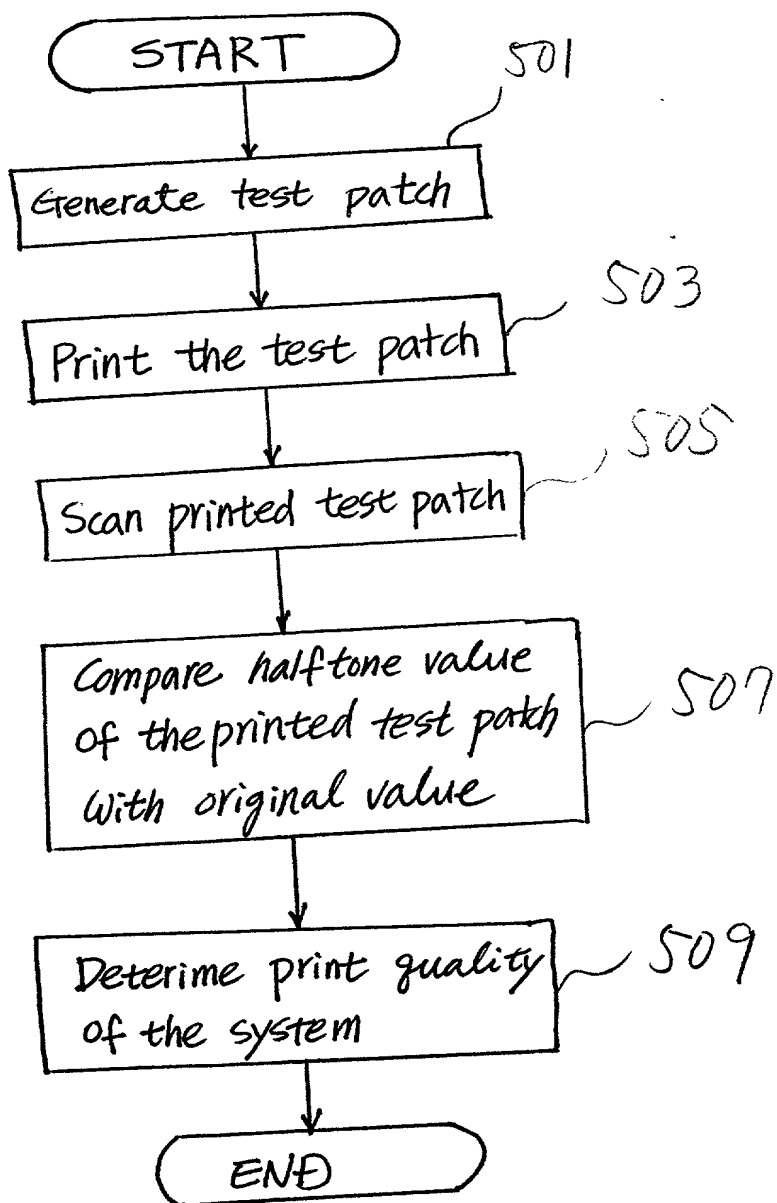 START
501
Generate test patch
503
Print the test patch
505
Scan printed test patch
Compare halftone value
of the printed test patch
with original value
507
Deterime print quality
of the system
509
END